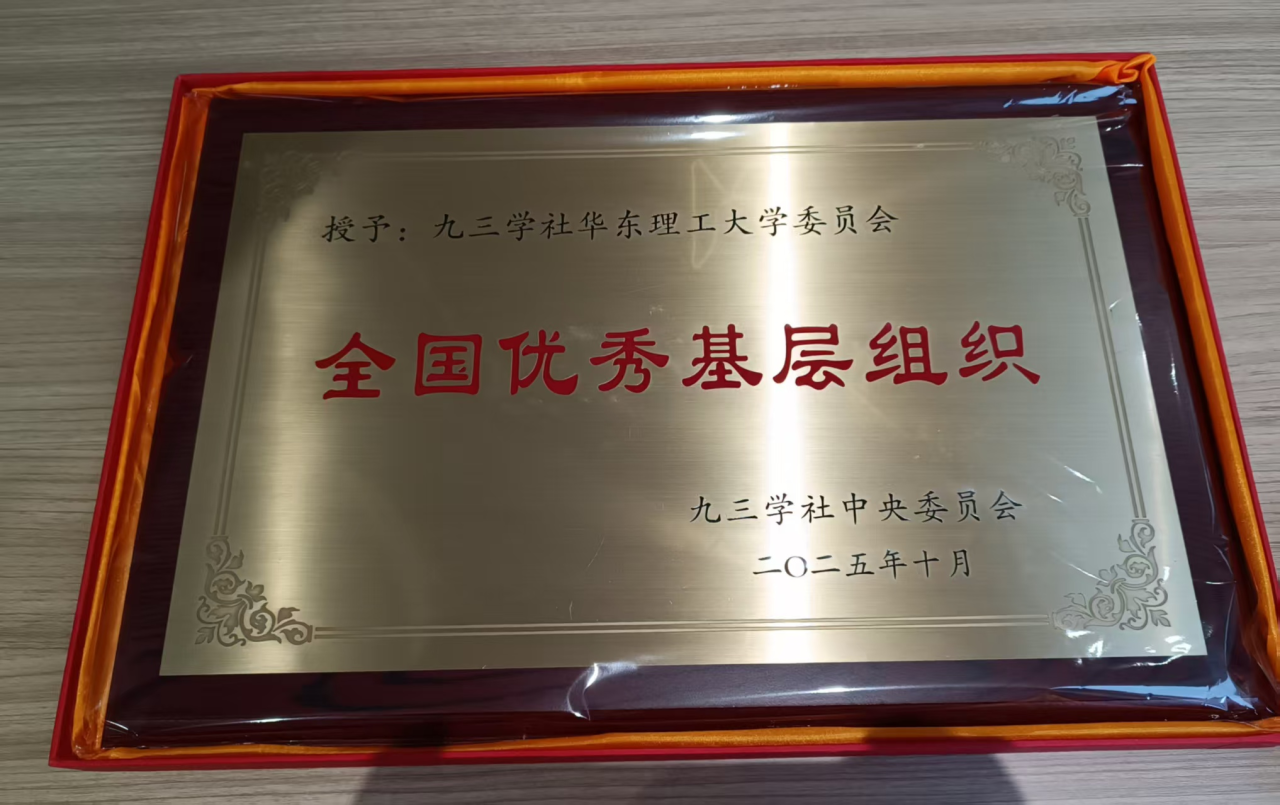 授予：九三学社华东理工大学委员会
全国优秀基层组织
九三学社中央委员会
二〇二五年十月